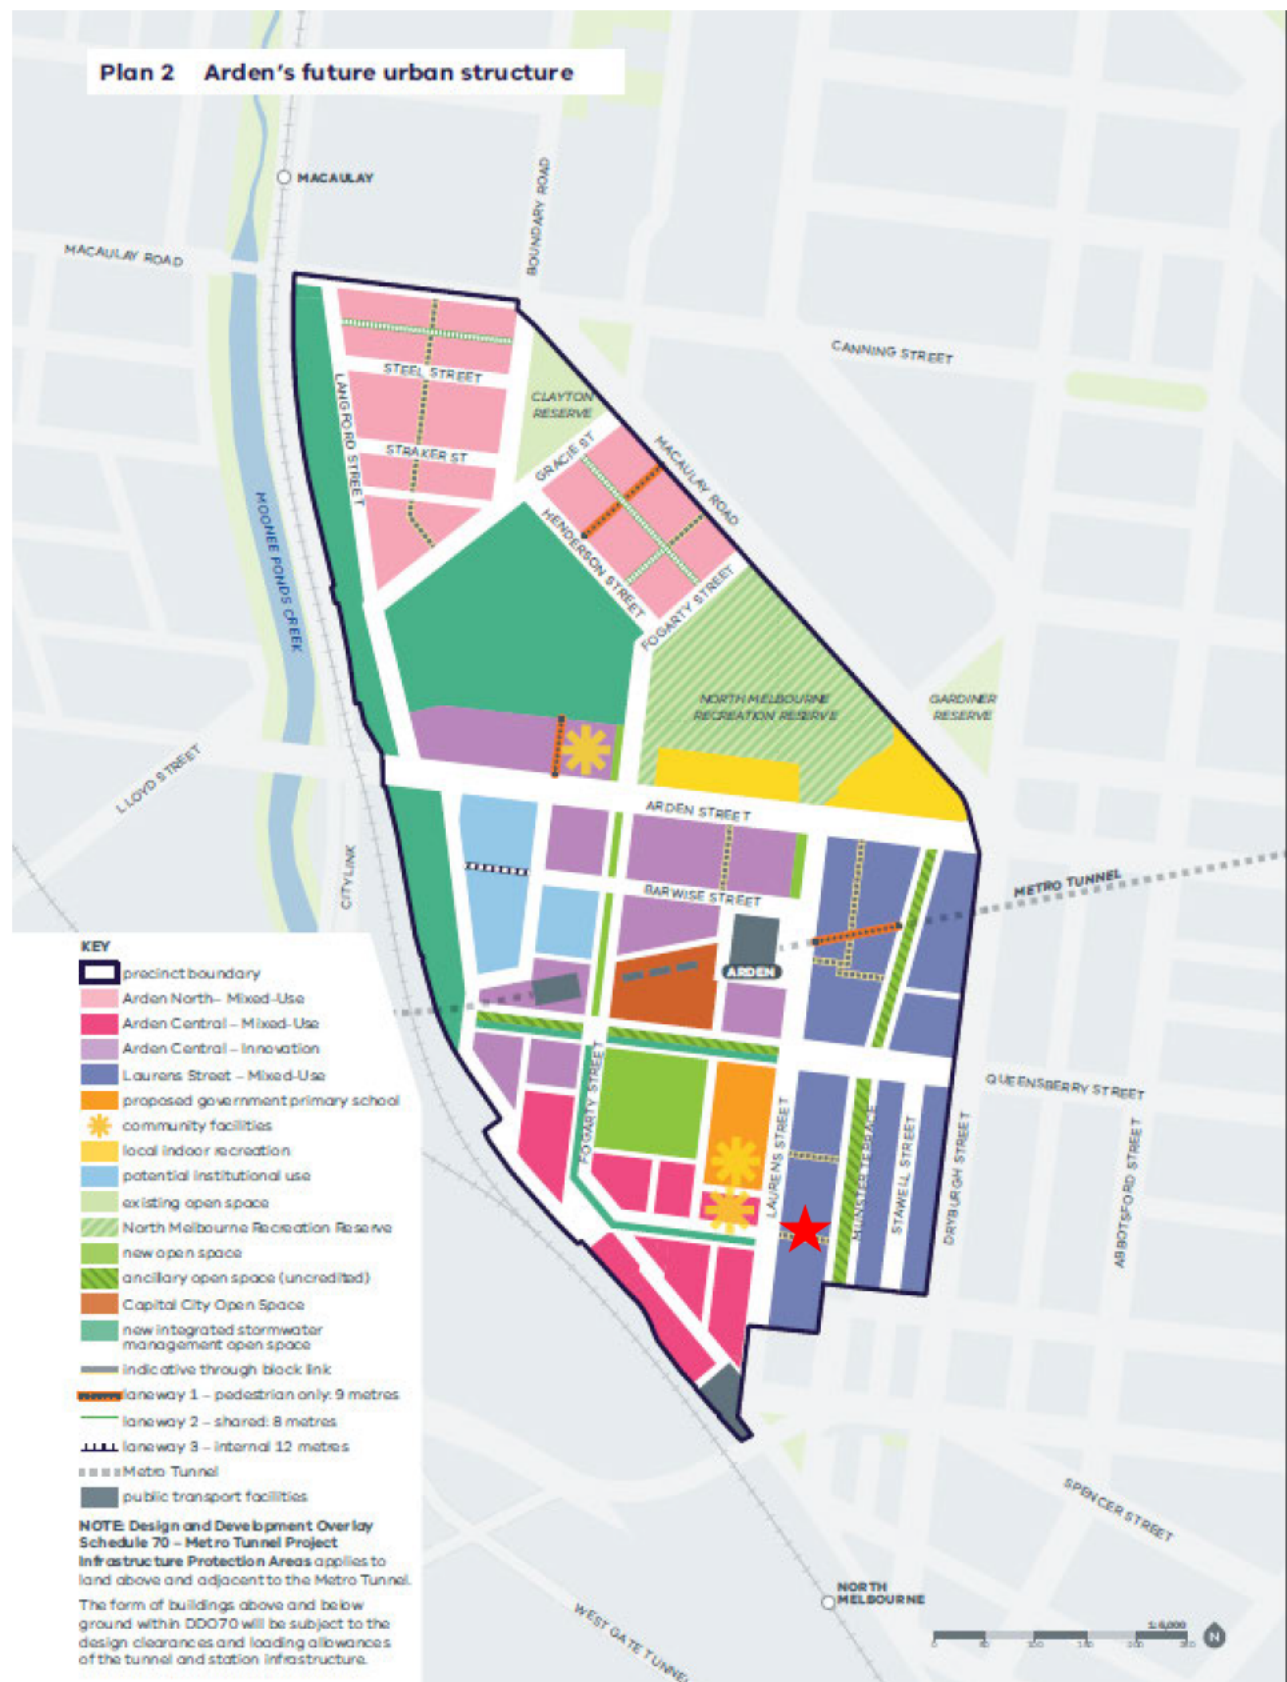 Plan 2 Arden's future urban structure
MACAULAY
BOUNDARY ROAD
MACAULAY ROAD
CANNING STREET
STEEL STREET
CLAYTON
RESERVE
LANGFORD STREET
STRAKER ST
GRACIE ST
MACAULAY ROAD
MOONEE PONDS CREEK
HENDERSON STREET
FOGARTY STREET
NORTH MELBOURNE
RECREATION RESERVE
GARDINER
RESERVE
LLOYD STREET
ARDEN STREET
CITYLINK
BARWISE STREET
METRO TUNNEL
ARDEN
QUEENSBERRY STREET
FOGARTY STREET
LAURENS STREET
MUNSTER TERRACE
STAWELL STREET
DRYBURGH STREET
ABBOTSFORD STREET
SPENCER STREET
NORTH
MELBOURNE
WEST GATE TUNNEL
KEY
precinct boundary
Arden North– Mixed-Use
Arden Central – Mixed-Use
Arden Central – Innovation
Laurens Street – Mixed-Use
proposed government primary school
community facilities
local indoor recreation
potential institutional use
existing open space
North Melbourne Recreation Reserve
new open space
ancillary open space (uncredited)
Capital City Open Space
new integrated stormwater
management open space
indicative through block link
laneway 1 – pedestrian only: 9 metres
laneway 2 – shared: 8 metres
laneway 3 – internal 12 metres
Metro Tunnel
public transport facilities
NOTE: Design and Development Overlay
Schedule 70 – Metro Tunnel Project
Infrastructure Protection Areas applies to
land above and adjacent to the Metro Tunnel.
The form of buildings above and below
ground within DDO70 will be subject to the
design clearances and loading allowances
of the tunnel and station infrastructure.
0
100
N